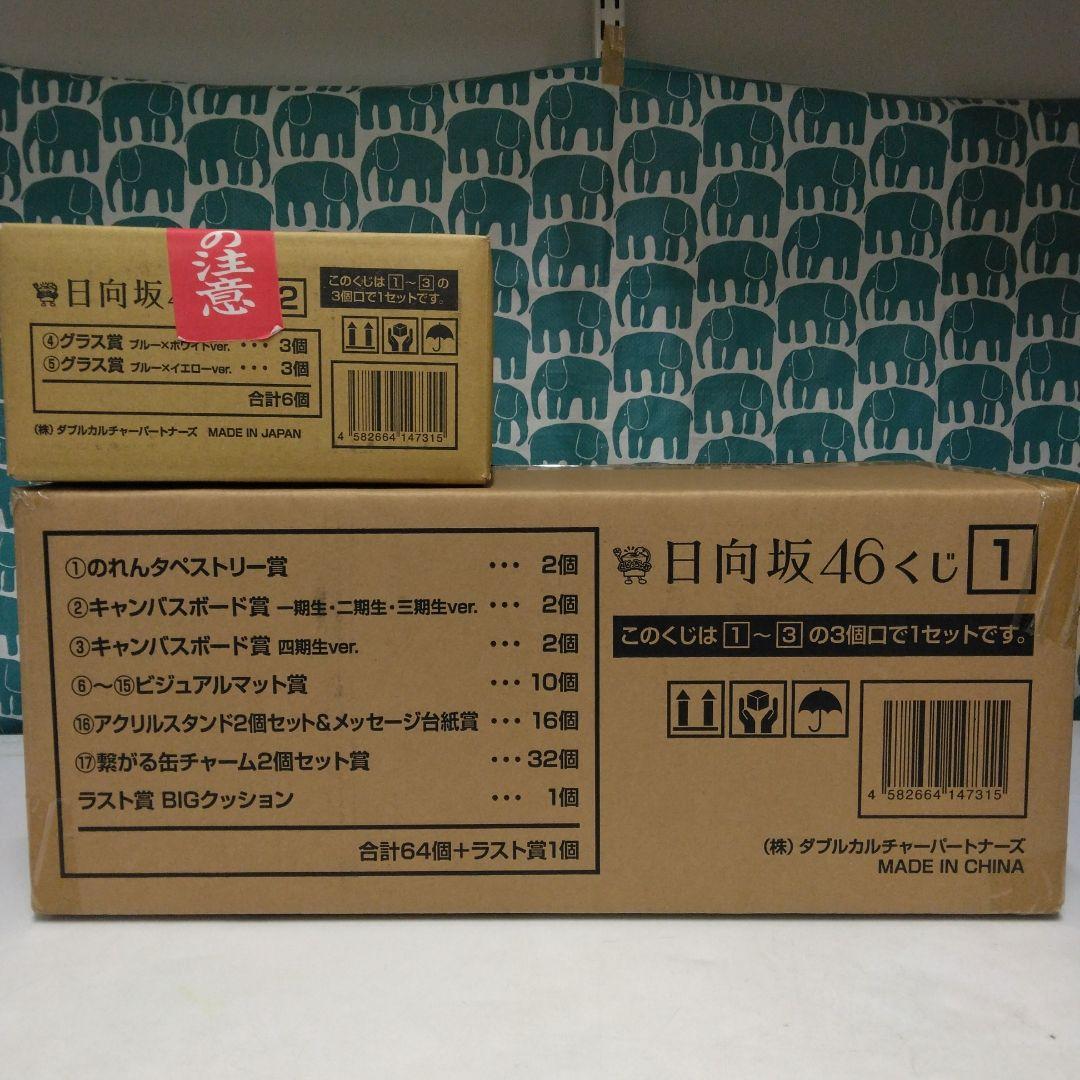 の注意
日向坂4 2
このくじは1〜3の
3個口で1セットです。
④グラス賞 ブルー×ホワイトver. ・・・ 3個
⑤グラス賞 ブルー×イエローver. ・・・ 3個
合計6個
(株)ダブルカルチャーパートナーズ MADE IN JAPAN
4 582664 147315
①のれんタペストリー賞 ・・・ 2個
②キャンバスボード賞 一期生・二期生・三期生ver. ・・・ 2個
③キャンバスボード賞 四期生ver. ・・・ 2個
⑥〜⑮ビジュアルマット賞 ・・・ 10個
⑯アクリルスタンド2個セット&メッセージ台紙賞 ・・・ 16個
⑰繋がる缶チャーム2個セット賞 ・・・ 32個
ラスト賞 BIGクッション ・・・ 1個
合計64個+ラスト賞1個
日向坂46くじ 1
このくじは1〜3の3個口で1セットです。
4 582664 147315
(株)ダブルカルチャーパートナーズ
MADE IN CHINA